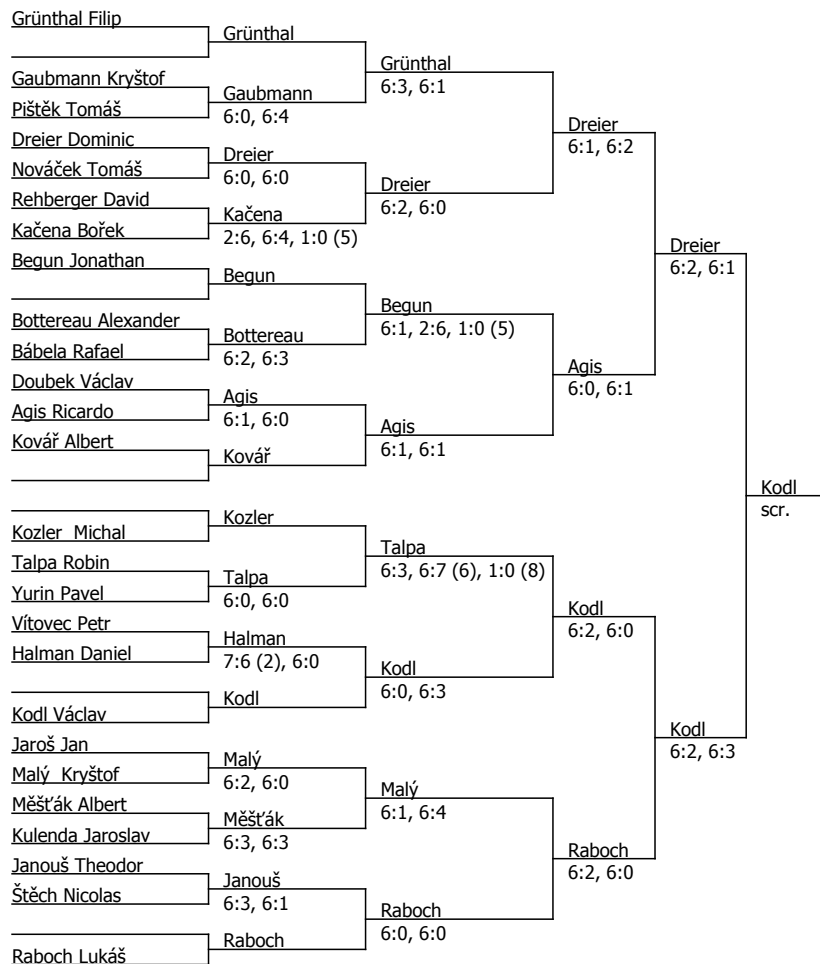 Grünthal Filip
Gaubmann Kryštof
Pištěk Tomáš
Dreier Dominic
Nováček Tomáš
Rehberger David
Kačena Bořek
Begun Jonathan
Bottereau Alexander
Bábela Rafael
Doubek Václav
Agis Ricardo
Kovář Albert
Kozler  Michal
Talpa Robin
Yurin Pavel
Vítovec Petr
Halman Daniel
Kodl Václav
Jaroš Jan
Malý  Kryštof
Měšťák Albert
Kulenda Jaroslav
Janouš Theodor
Štěch Nicolas
Raboch Lukáš
Grünthal
Gaubmann
6:0, 6:4
Dreier
6:0, 6:0
Kačena
2:6, 6:4, 1:0 (5)
Begun
Bottereau
6:2, 6:3
Agis
6:1, 6:0
Kovář
Kozler
Talpa
6:0, 6:0
Halman
7:6 (2), 6:0
Kodl
Malý
6:2, 6:0
Měšťák
6:3, 6:3
Janouš
6:3, 6:1
Raboch
Grünthal
6:3, 6:1
Dreier
6:2, 6:0
Begun
6:1, 2:6, 1:0 (5)
Agis
6:1, 6:1
Talpa
6:3, 6:7 (6), 1:0 (8)
Kodl
6:0, 6:3
Malý
6:1, 6:4
Raboch
6:0, 6:0
Dreier
6:1, 6:2
Agis
6:0, 6:1
Kodl
6:2, 6:0
Raboch
6:2, 6:0
Dreier
6:2, 6:1
Kodl
6:2, 6:3
Kodl
scr.